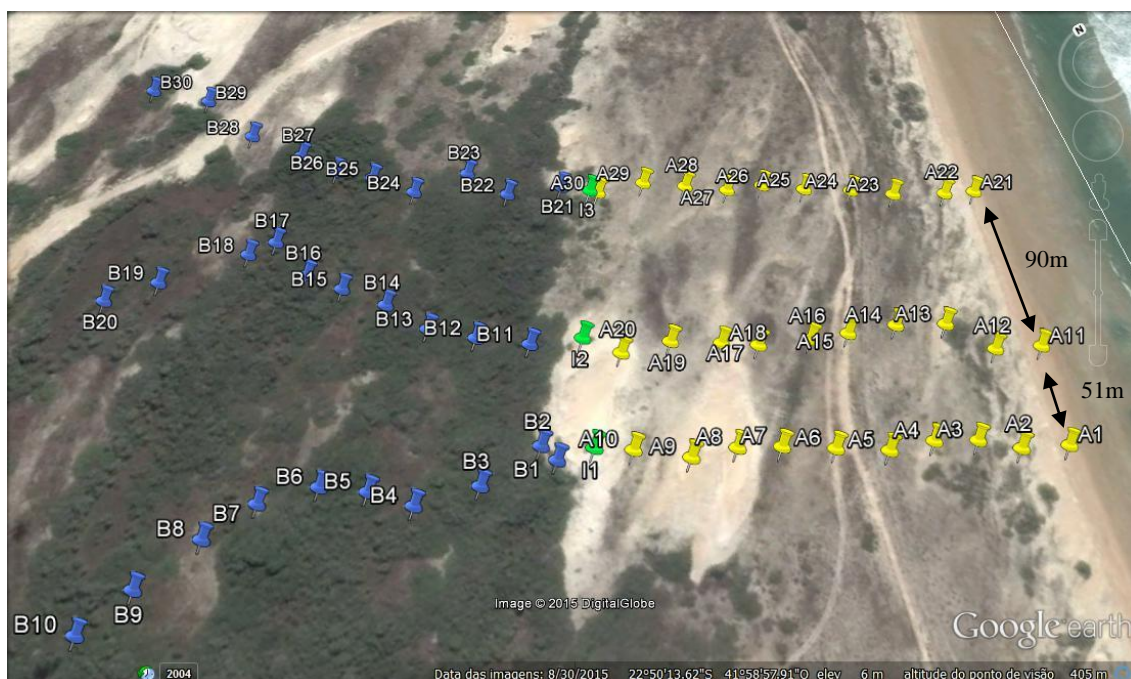 N
B30
B29
B28
B27
B26
B25
B24
B23
B22
B21
A30
I3
A29
A28
A27
A26
A25
A24
A23
A22
A21
90m
B17
B18
B16
B15
B19
B20
B14
B13
B12
B11
I2
A20
A19
A17
A18
A16
A15
A14
A13
A12
A11
51m
B2
B1
A10
I1
A9
A8
A7
A6
A5
A4
A3
A2
A1
B3
B6
B5
B4
B7
B8
B9
B10
Image © 2015 DigitalGlobe
Google earth
2004
Data das imagens: 8/30/2015 22°50'13.62"S 41°58'57.91"O elev 6 m altitude do ponto de visão 405 m